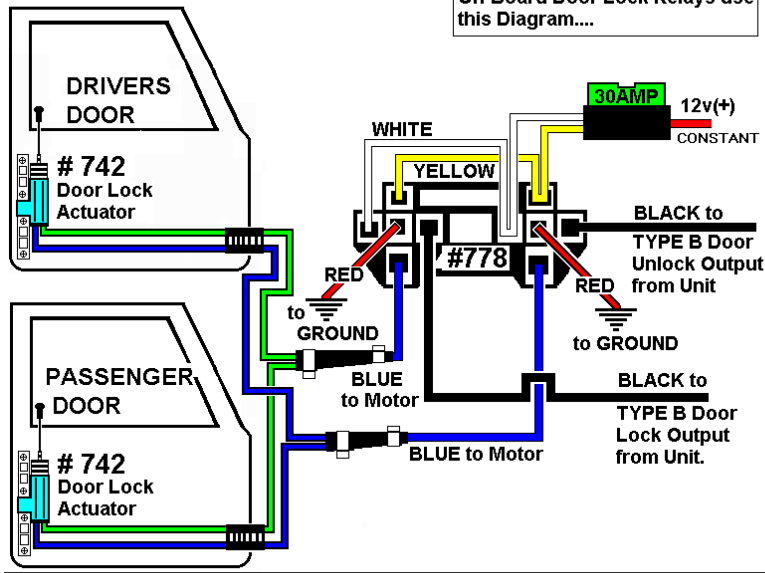 On Board Door Lock Relays use
this Diagram....
DRIVERS
DOOR
# 742
Door Lock
Actuator
WHITE
YELLOW
30AMP
12v(+)
CONSTANT
BLACK to
TYPE B Door
Unlock Output
from Unit
#778
RED
to
GROUND
RED
to GROUND
PASSENGER
DOOR
# 742
Door Lock
Actuator
BLUE
to Motor
BLUE to Motor
BLACK to
TYPE B Door
Lock Output
from Unit.